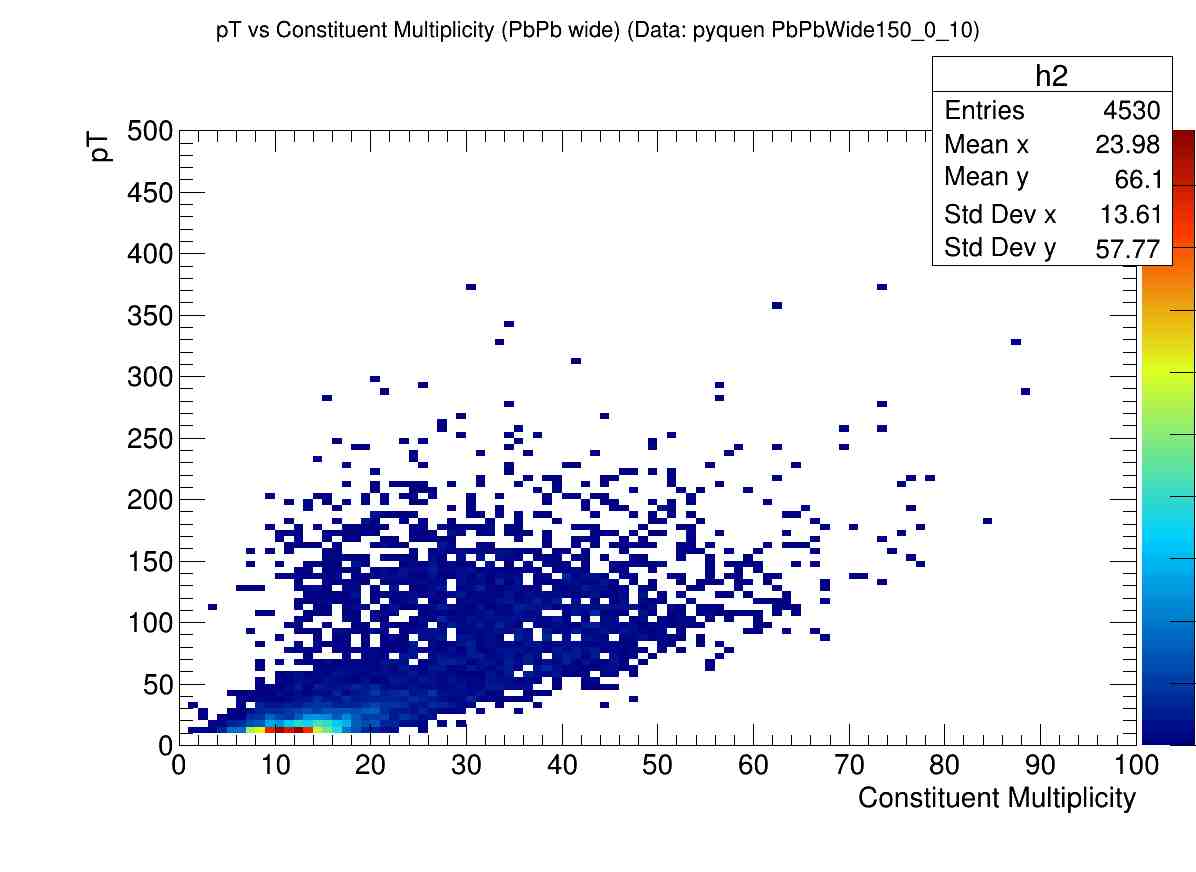 pT vs Constituent Multiplicity (PbPb wide) (Data: pyquen PbPbWide150_0_10)
h2
Entries 4530
Mean x 23.98
Mean y 66.1
Std Dev x 13.61
Std Dev y 57.77
pT
500
450
400
350
300
250
200
150
100
50
0
0 10 20 30 40 50 60 70 80 90 100
Constituent Multiplicity